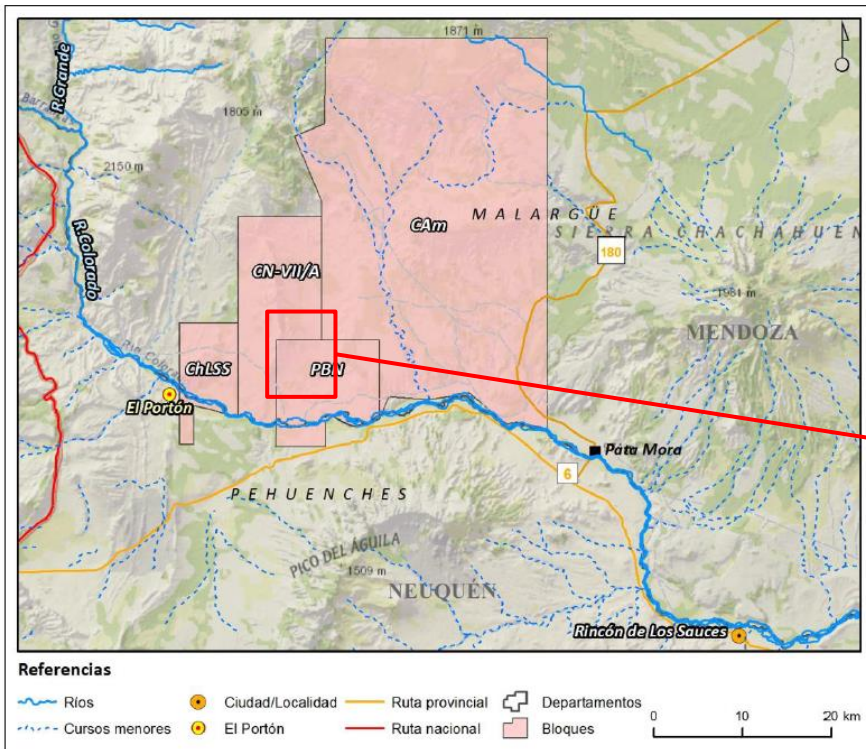 1871 m
R.Grande
Barr
1805 m
2150 m
CAm
MALARGÜE
SIERRA CHACHAHUEN
180
R.Colorado
CN-VII/A
1981 m
MENDOZA
ChLSS
PBN
El Portón
Pata Mora
6
PEHUENCHES
PICO DEL ÁGUILA
1509 m
NEUQUÉN
Rincón de Los Sauces
Referencias
Ríos
Ciudad/Localidad
Ruta provincial
Departamentos
Cursos menores
El Portón
Ruta nacional
Bloques
0 10 20 km